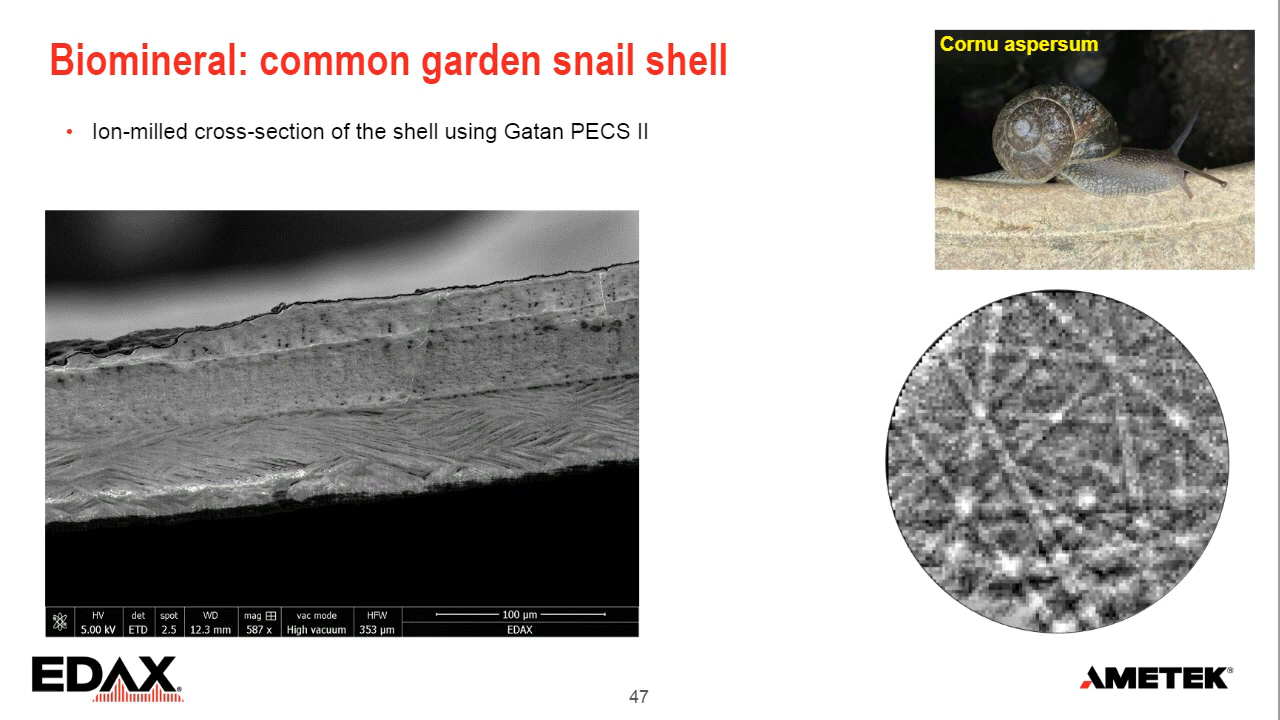 Biomineral: common garden snail shell
Cornu aspersum
• Ion-milled cross-section of the shell using Gatan PECS II
HV det spot WD mag vac mode HFW 100 µm
5.00 kV ETD 2.5 12.3 mm 587 x High vacuum 353 µm EDAX
EDAX®
AMETEK®
47